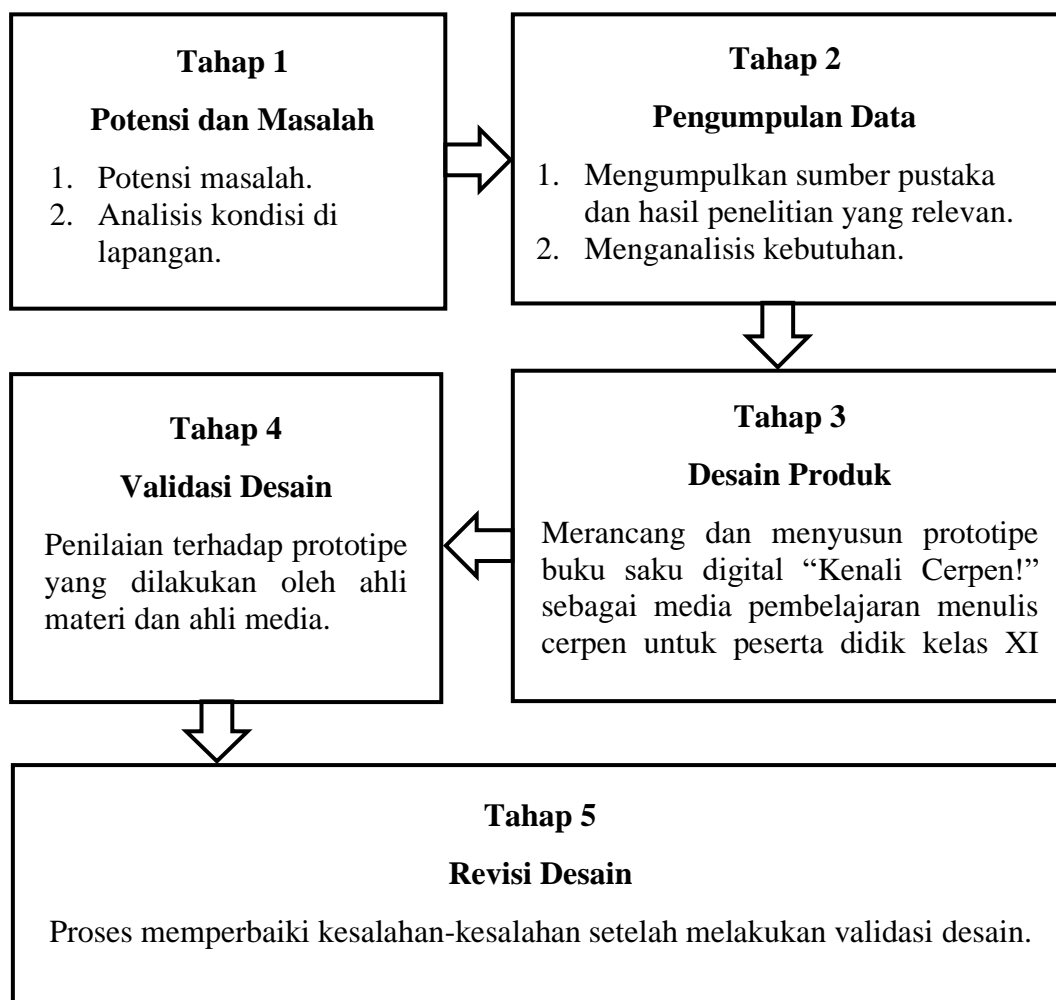 Tahap 1
Potensi dan Masalah
1. Potensi masalah.
2. Analisis kondisi di
lapangan.
Tahap 2
Pengumpulan Data
1. Mengumpulkan sumber pustaka
dan hasil penelitian yang relevan.
2. Menganalisis kebutuhan.
Tahap 3
Desain Produk
Merancang dan menyusun prototipe
buku saku digital “Kenali Cerpen!”
sebagai media pembelajaran menulis
cerpen untuk peserta didik kelas XI
Tahap 4
Validasi Desain
Penilaian terhadap prototipe
yang dilakukan oleh ahli
materi dan ahli media.
Tahap 5
Revisi Desain
Proses memperbaiki kesalahan-kesalahan setelah melakukan validasi desain.